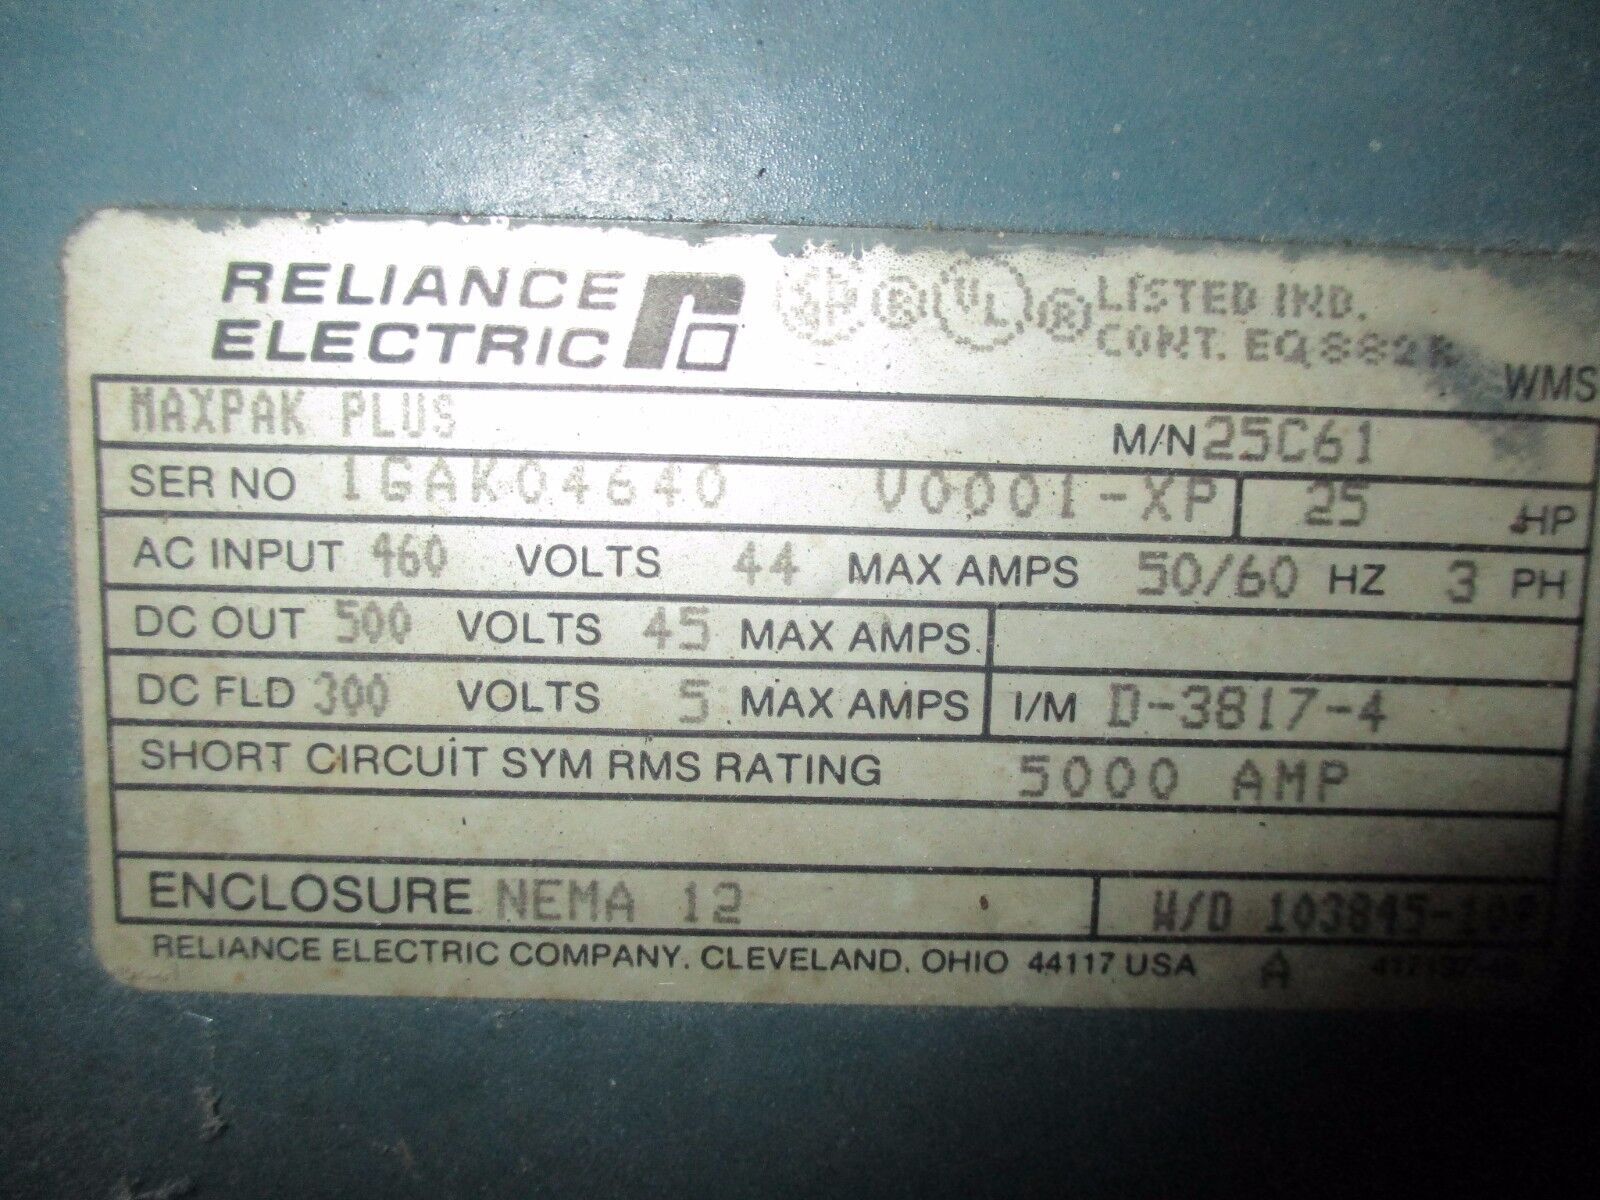 RELIANCE
ELECTRIC
LISTED IND.
CONT. EQ
WMS
MAXPAK PLUS M/N 25C61
SER NO 1GAK04640 V0001-XP 25 HP
AC INPUT 460 VOLTS 44 MAX AMPS 50/60 HZ 3 PH
DC OUT 500 VOLTS 45 MAX AMPS
DC FLD 300 VOLTS 5 MAX AMPS I/M D-3817-4
SHORT CIRCUIT SYM RMS RATING 5000 AMP
ENCLOSURE NEMA 12 W/D
RELIANCE ELECTRIC COMPANY, CLEVELAND, OHIO 44117 USA A